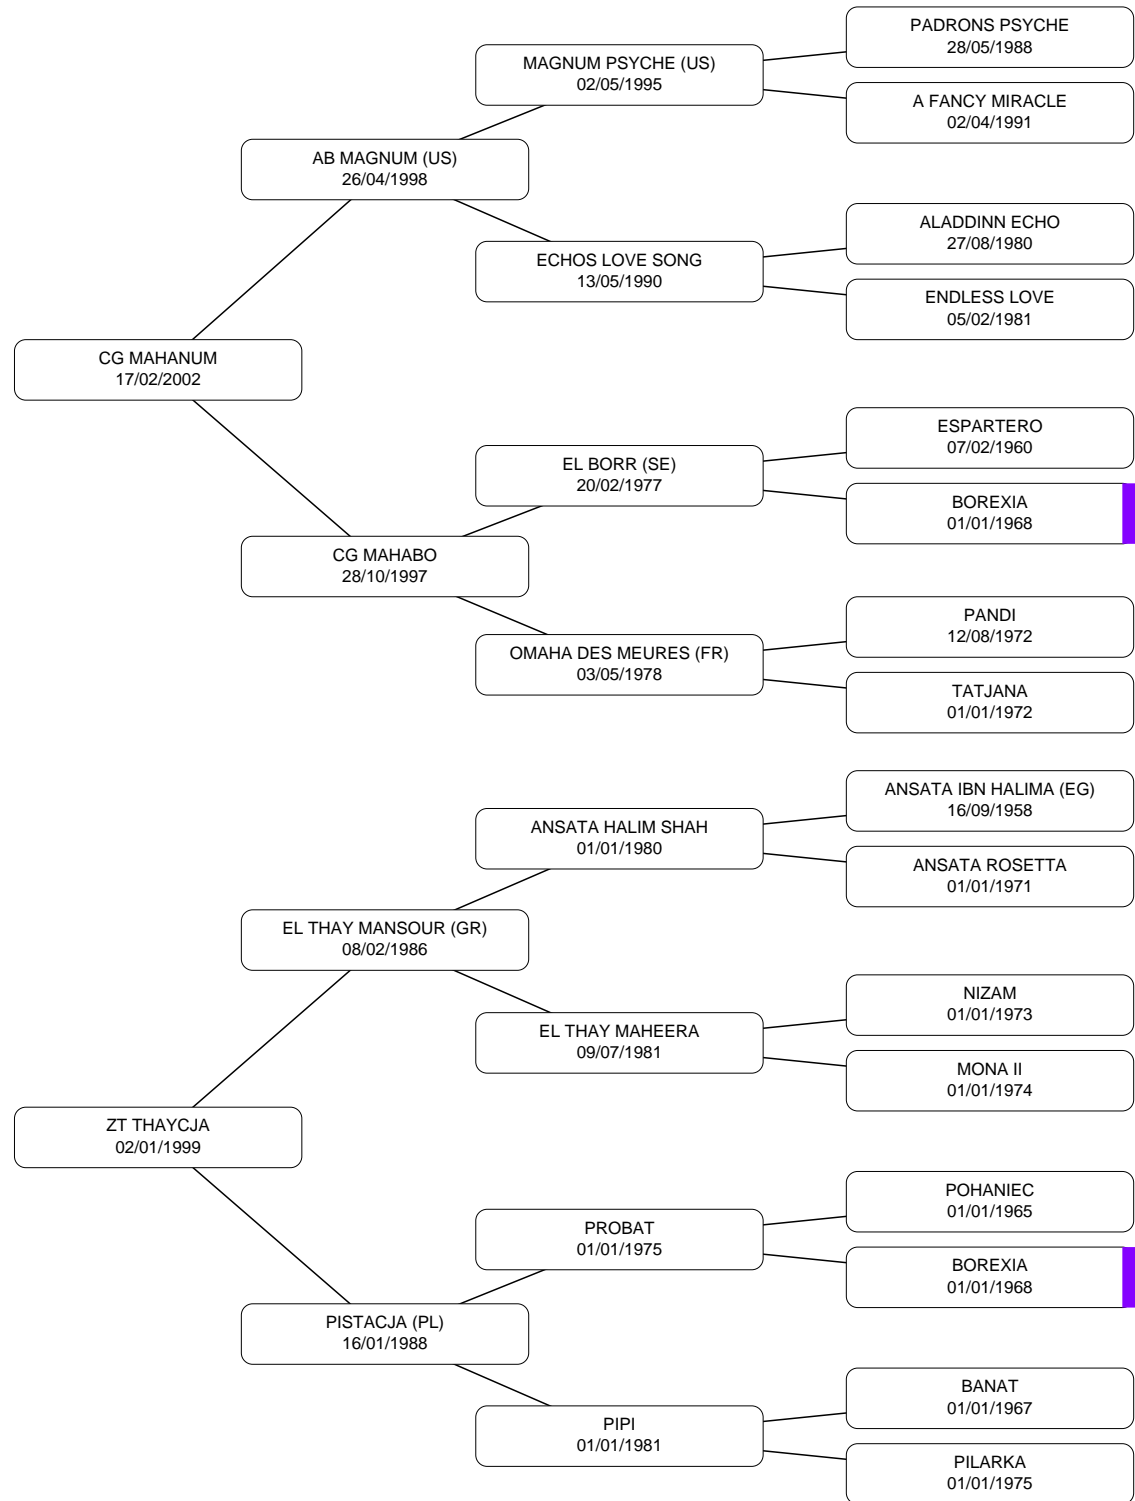 PADRONS PSYCHE
28/05/1988
MAGNUM PSYCHE (US)
02/05/1995
A FANCY MIRACLE
02/04/1991
AB MAGNUM (US)
26/04/1998
ALADDINN ECHO
27/08/1980
ECHOS LOVE SONG
13/05/1990
ENDLESS LOVE
05/02/1981
CG MAHANUM
17/02/2002
ESPARTERO
07/02/1960
EL BORR (SE)
20/02/1977
BOREXIA
01/01/1968
CG MAHABO
28/10/1997
PANDI
12/08/1972
OMAHA DES MEURES (FR)
03/05/1978
TATJANA
01/01/1972
ANSATA IBN HALIMA (EG)
16/09/1958
ANSATA HALIM SHAH
01/01/1980
ANSATA ROSETTA
01/01/1971
EL THAY MANSOUR (GR)
08/02/1986
NIZAM
01/01/1973
EL THAY MAHEERA
09/07/1981
MONA II
01/01/1974
ZT THAYCJA
02/01/1999
POHANIEC
01/01/1965
PROBAT
01/01/1975
BOREXIA
01/01/1968
PISTACJA (PL)
16/01/1988
BANAT
01/01/1967
PIPI
01/01/1981
PILARKA
01/01/1975